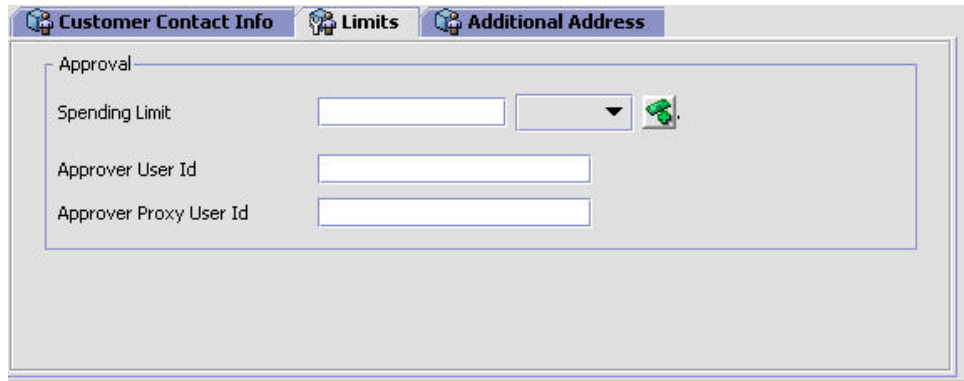 Customer Contact Info Limits Additional Address
Approval
Spending Limit
Approver User Id
Approver Proxy User Id